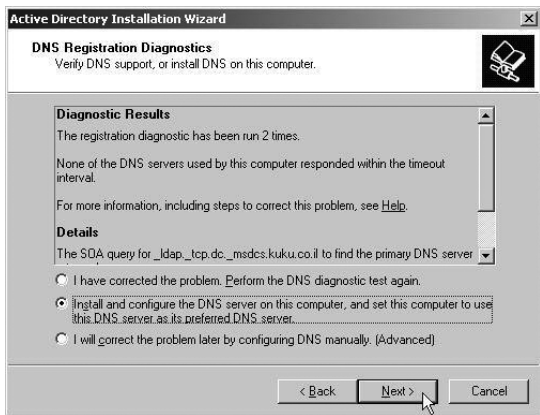 Active Directory Installation Wizard
DNS Registration Diagnostics
Verify DNS support, or install DNS on this computer.
Diagnostic Results
The registration diagnostic has been run 2 times.
None of the DNS servers used by this computer responded within the timeout
interval.
For more information, including steps to correct this problem, see Help.
Details
The SOA query for _ldap._tcp.dc._msdcs.kuku.co.il to find the primary DNS server
I have corrected the problem. Perform the DNS diagnostic test again.
Install and configure the DNS server on this computer, and set this computer to use
this DNS server as its preferred DNS server.
I will correct the problem later by configuring DNS manually. (Advanced)
< Back
Next >
Cancel